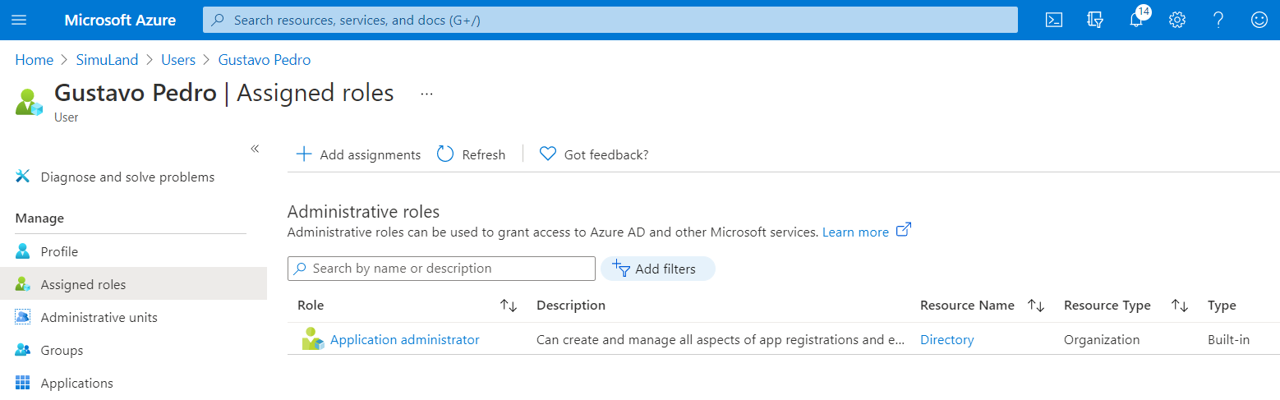 Microsoft Azure
Search resources, services, and docs (G+/)
14
Home > SimuLand > Users > Gustavo Pedro
Gustavo Pedro | Assigned roles ...
User
«
Diagnose and solve problems
Manage
Profile
Assigned roles
Administrative units
Groups
Applications
Add assignments Refresh Got feedback?
Administrative roles
Administrative roles can be used to grant access to Azure AD and other Microsoft services. Learn more
Search by name or description
Add filters
Role Description Resource Name Resource Type Type
Application administrator Can create and manage all aspects of app registrations and e... Directory Organization Built-in